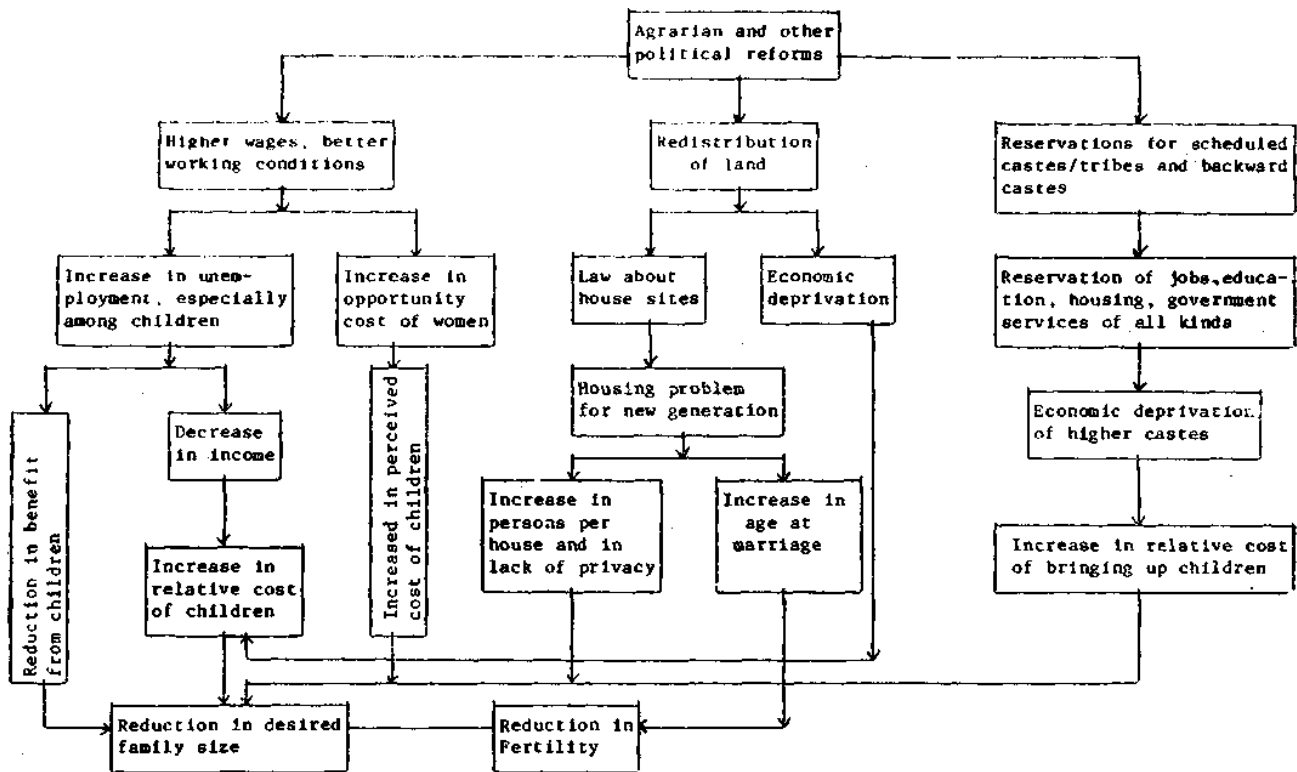 Agrarian and other
political reforms
Higher wages, better
working conditions
Redistribution
of land
Reservations for scheduled
castes/tribes and backward
castes
Increase in unem-
ployment, especially
among children
Increase in
opportunity
cost of women
Law about
house sites
Economic
deprivation
Reservation of jobs,educa-
tion, housing, government
services of all kinds
Reduction in benefit
from children
Decrease
in income
Increased in perceived
cost of children
Housing problem
for new generation
Economic deprivation
of higher castes
Increase in
relative cost
of children
Increase in
persons per
house and in
lack of privacy
Increase in
age at
marriage
Increase in relative cost
of bringing up children
Reduction in desired
family size
Reduction in
Fertility